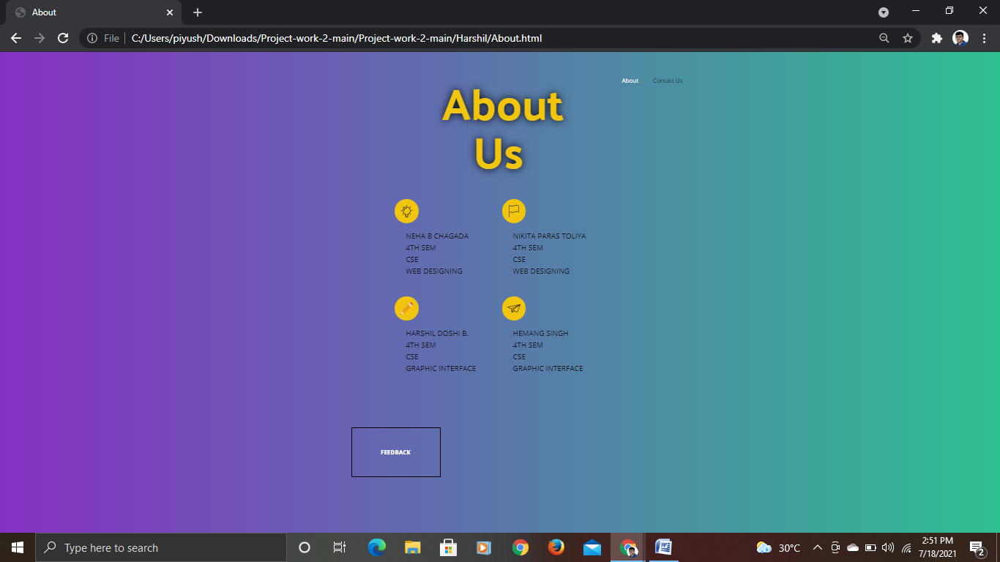 About
File
C:/Users/piyush/Downloads/Project-work-2-main/Project-work-2-main/Harshil/About.html
About Contact Us
About
Us
NEHA B CHAGADA
4TH SEM
CSE
WEB DESIGNING
NIKITA PARAS TOLIYA
4TH SEM
CSE
WEB DESIGNING
HARSHIL DOSHI B.
4TH SEM
CSE
GRAPHIC INTERFACE
HEMANG SINGH
4TH SEM
CSE
GRAPHIC INTERFACE
FEEDBACK
Type here to search
30°C
2:51 PM
7/18/2021
2